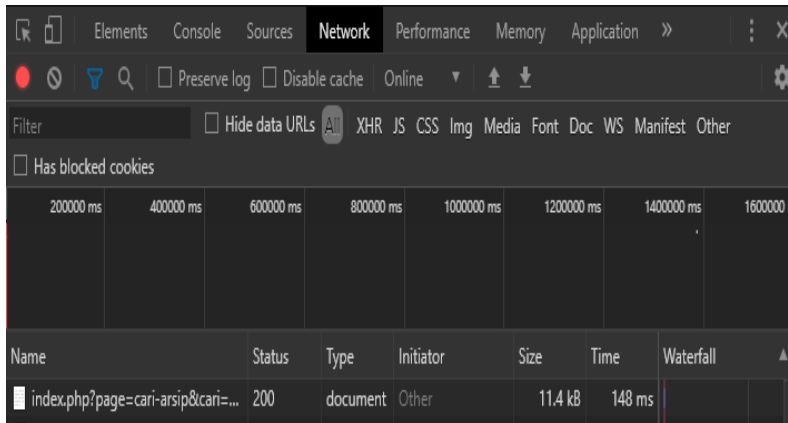 Elements Console Sources Network Performance Memory Application »
Preserve log Disable cache Online
Filter Hide data URLs All XHR JS CSS Img Media Font Doc WS Manifest Other
Has blocked cookies
200000 ms 400000 ms 600000 ms 800000 ms 1000000 ms 1200000 ms 1400000 ms 1600000
Name Status Type Initiator Size Time Waterfall
index.php?page=cari-arsip&cari=... 200 document Other 11.4 kB 148 ms